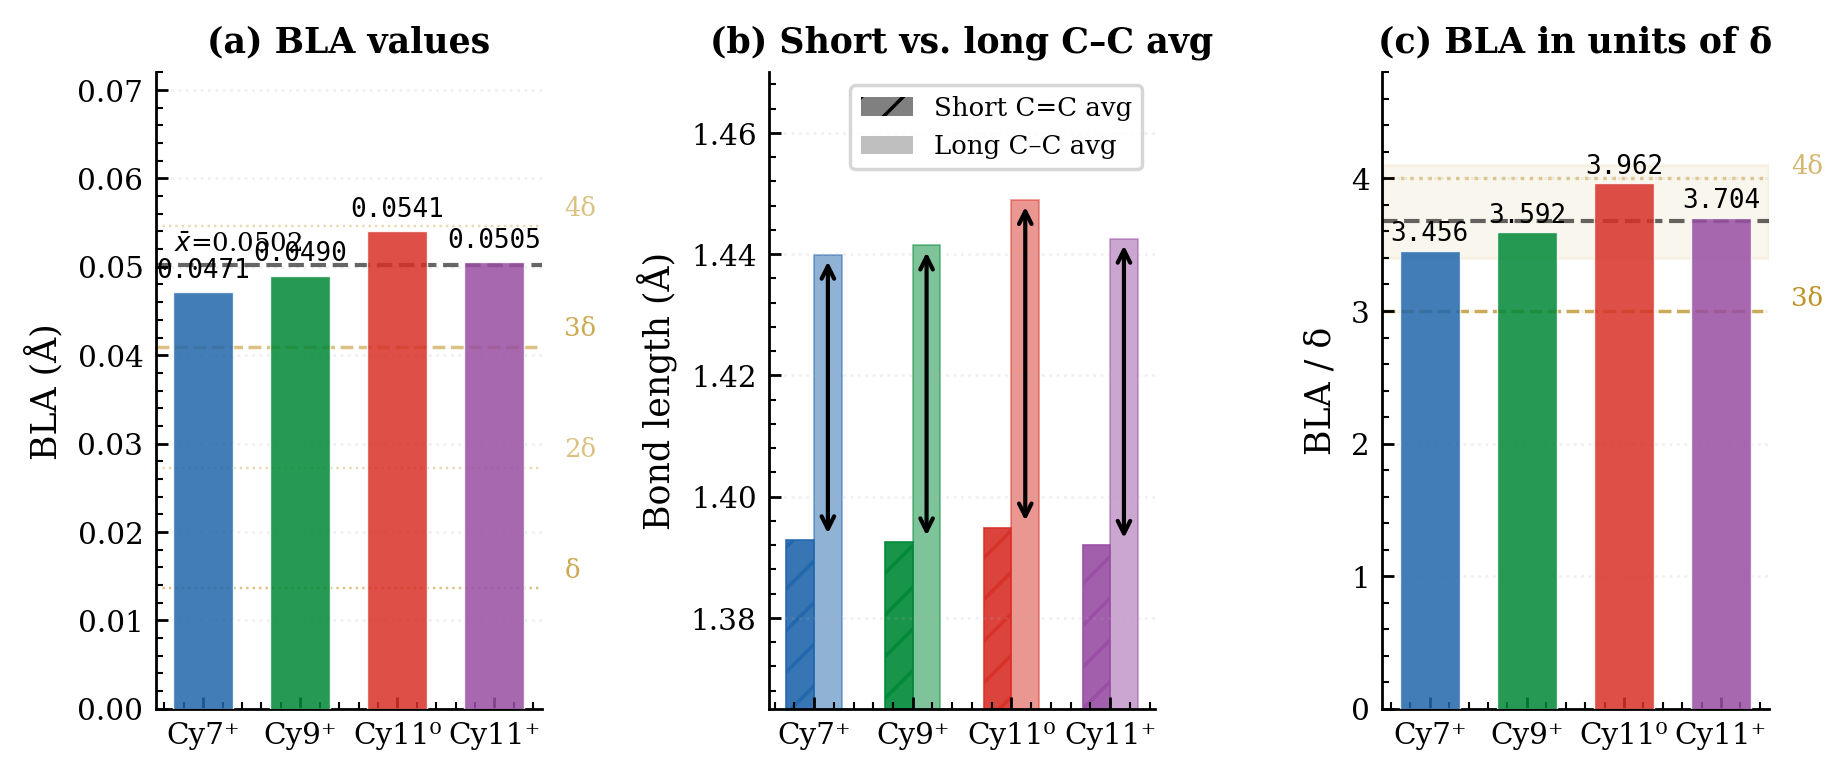 (a) BLA values
BLA (Å)
0.07
0.06
0.05
0.04
0.03
0.02
0.01
0.00
x̄=0.0502
0.0471
0.0490
0.0541
0.0505
4δ
3δ
2δ
δ
Cy7⁺ Cy9⁺ Cy11⁰ Cy11⁺
(b) Short vs. long C–C avg
Bond length (Å)
1.46
1.44
1.42
1.40
1.38
Short C=C avg
Long C–C avg
Cy7⁺ Cy9⁺ Cy11⁰ Cy11⁺
(c) BLA in units of δ
BLA / δ
4
3
2
1
0
3.456
3.592
3.962
3.704
4δ
3δ
Cy7⁺ Cy9⁺ Cy11⁰ Cy11⁺